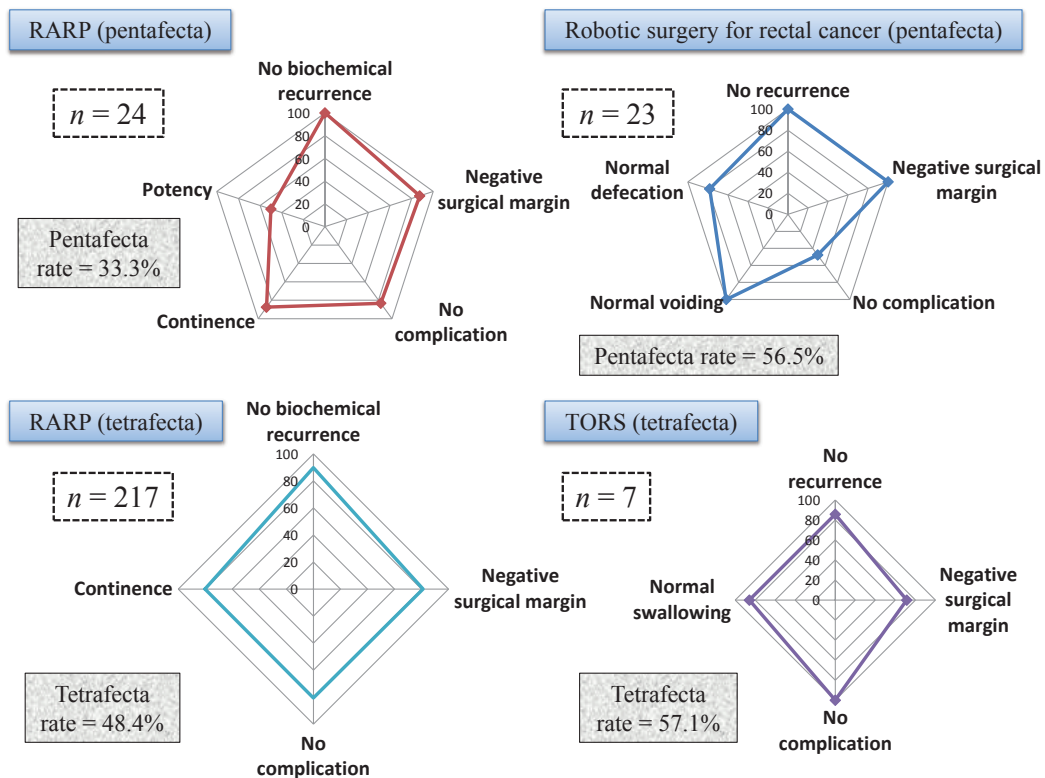 RARP (pentafecta)
n = 24
No biochemical
recurrence
100
80
60
40
20
0
Potency
Negative
surgical margin
Pentafecta
rate = 33.3%
Continence
No
complication
Robotic surgery for rectal cancer (pentafecta)
n = 23
No recurrence
100
80
60
40
20
0
Normal
defecation
Negative surgical
margin
Normal voiding
No complication
Pentafecta rate = 56.5%
RARP (tetrafecta)
n = 217
No biochemical
recurrence
100
80
60
40
20
0
Continence
Negative
surgical margin
Tetrafecta
rate = 48.4%
No
complication
TORS (tetrafecta)
n = 7
No
recurrence
100
80
60
40
20
0
Normal
swallowing
Negative
surgical
margin
Tetrafecta
rate = 57.1%
No
complication